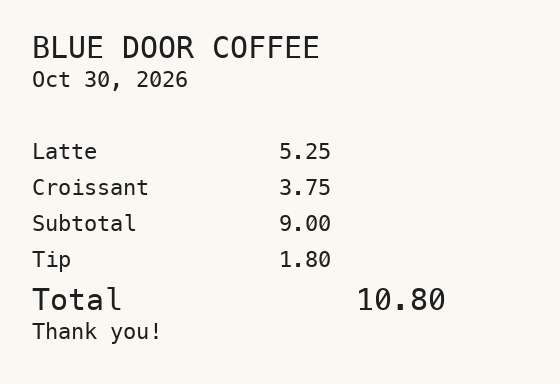 BLUE DOOR COFFEE
Oct 30, 2026
Latte 5.25
Croissant 3.75
Subtotal 9.00
Tip 1.80
Total 10.80
Thank you!